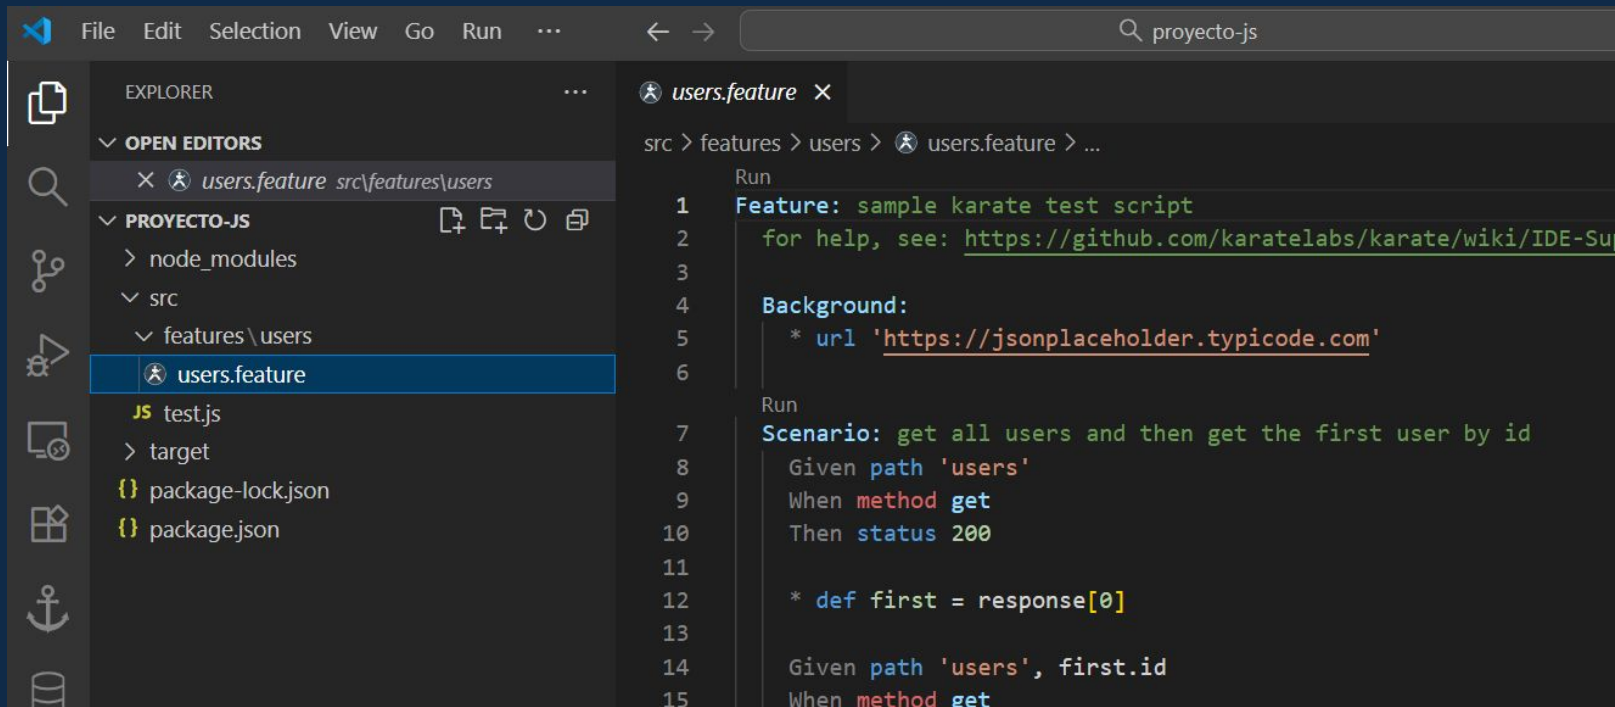 File Edit Selection View Go Run ...
proyecto-js
EXPLORER
OPEN EDITORS
users.feature src\features\users
PROYECTO-JS
node_modules
src
features\users
users.feature
JS test.js
target
{} package-lock.json
{} package.json
users.feature
src > features > users > users.feature > ...
Run
1 Feature: sample karate test script
2 for help, see: https://github.com/karatelabs/karate/wiki/IDE-Sup
3
4 Background:
5 * url 'https://jsonplaceholder.typicode.com'
6
Run
7 Scenario: get all users and then get the first user by id
8 Given path 'users'
9 When method get
10 Then status 200
11
12 * def first = response[0]
13
14 Given path 'users', first.id
15 When method get